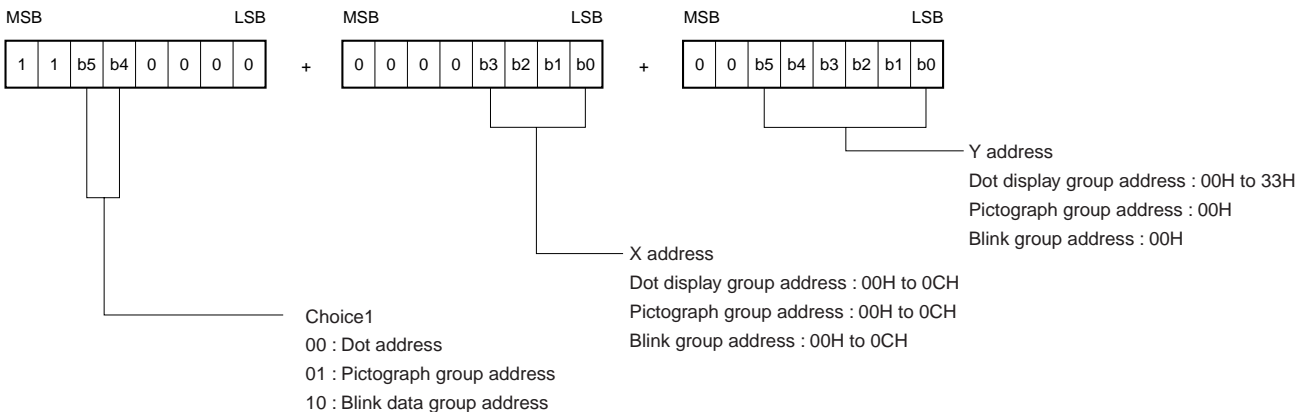 MSB LSB MSB LSB MSB LSB
1 1 b5 b4 0 0 0 0 + 0 0 0 0 b3 b2 b1 b0 + 0 0 b5 b4 b3 b2 b1 b0
Y address
Dot display group address : 00H to 33H
Pictograph group address : 00H
Blink group address : 00H
X address
Dot display group address : 00H to 0CH
Pictograph group address : 00H to 0CH
Blink group address : 00H to 0CH
Choice1
00 : Dot address
01 : Pictograph group address
10 : Blink data group address